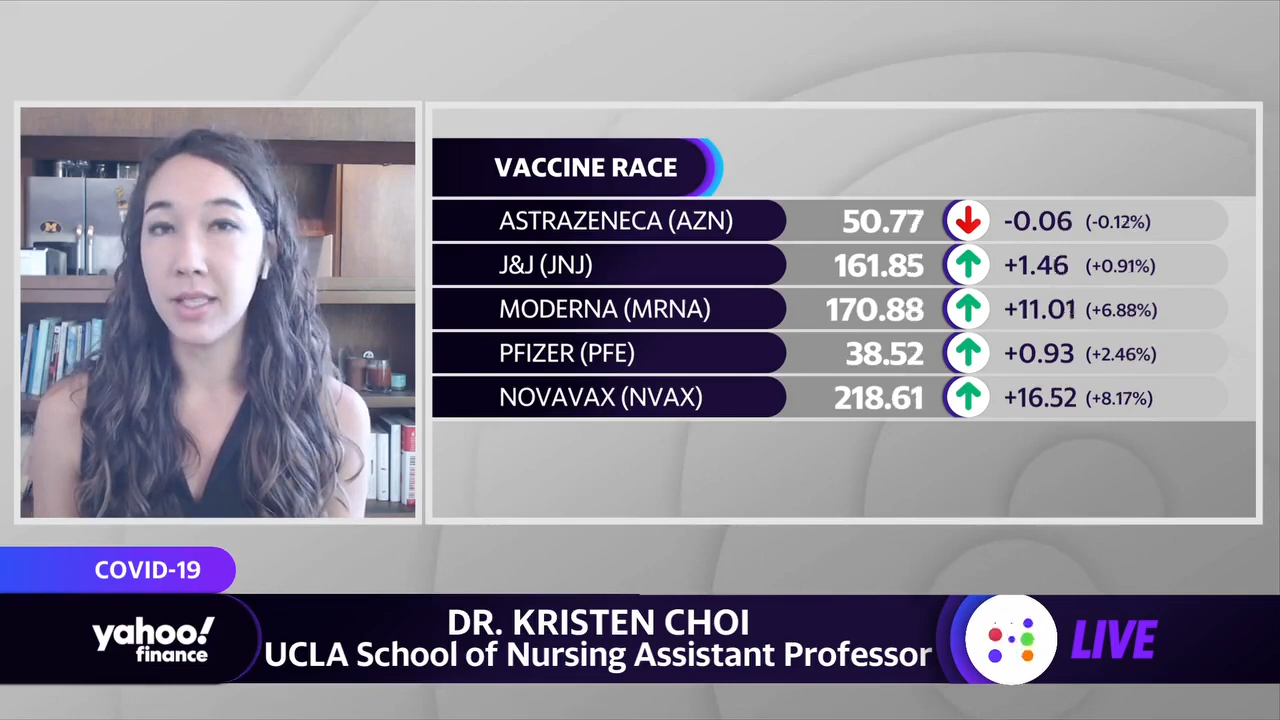 VACCINE RACE
ASTRAZENECA (AZN) 50.77 -0.06 (-0.12%)
J&J (JNJ) 161.85 +1.46 (+0.91%)
MODERNA (MRNA) 170.88 +11.01 (+6.88%)
PFIZER (PFE) 38.52 +0.93 (+2.46%)
NOVAVAX (NVAX) 218.61 +16.52 (+8.17%)
M
COVID-19
yahoo!
finance
DR. KRISTEN CHOI
UCLA School of Nursing Assistant Professor
LIVE